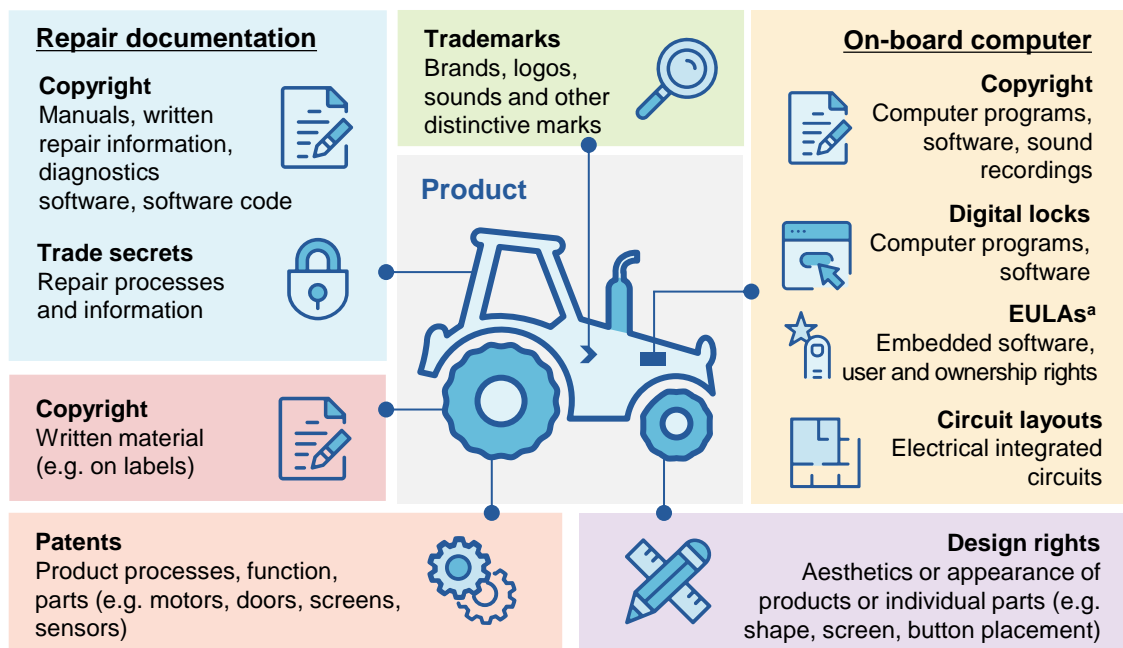 Repair documentation
Copyright
Manuals, written
repair information,
diagnostics
software, software code
Trade secrets
Repair processes
and information
Trademarks
Brands, logos,
sounds and other
distinctive marks
Product
On-board computer
Copyright
Computer programs,
software, sound
recordings
Digital locks
Computer programs,
software
EULAsᵃ
Embedded software,
user and ownership rights
Circuit layouts
Electrical integrated
circuits
Copyright
Written material
(e.g. on labels)
Patents
Product processes, function,
parts (e.g. motors, doors, screens,
sensors)
Design rights
Aesthetics or appearance of
products or individual parts (e.g.
shape, screen, button placement)